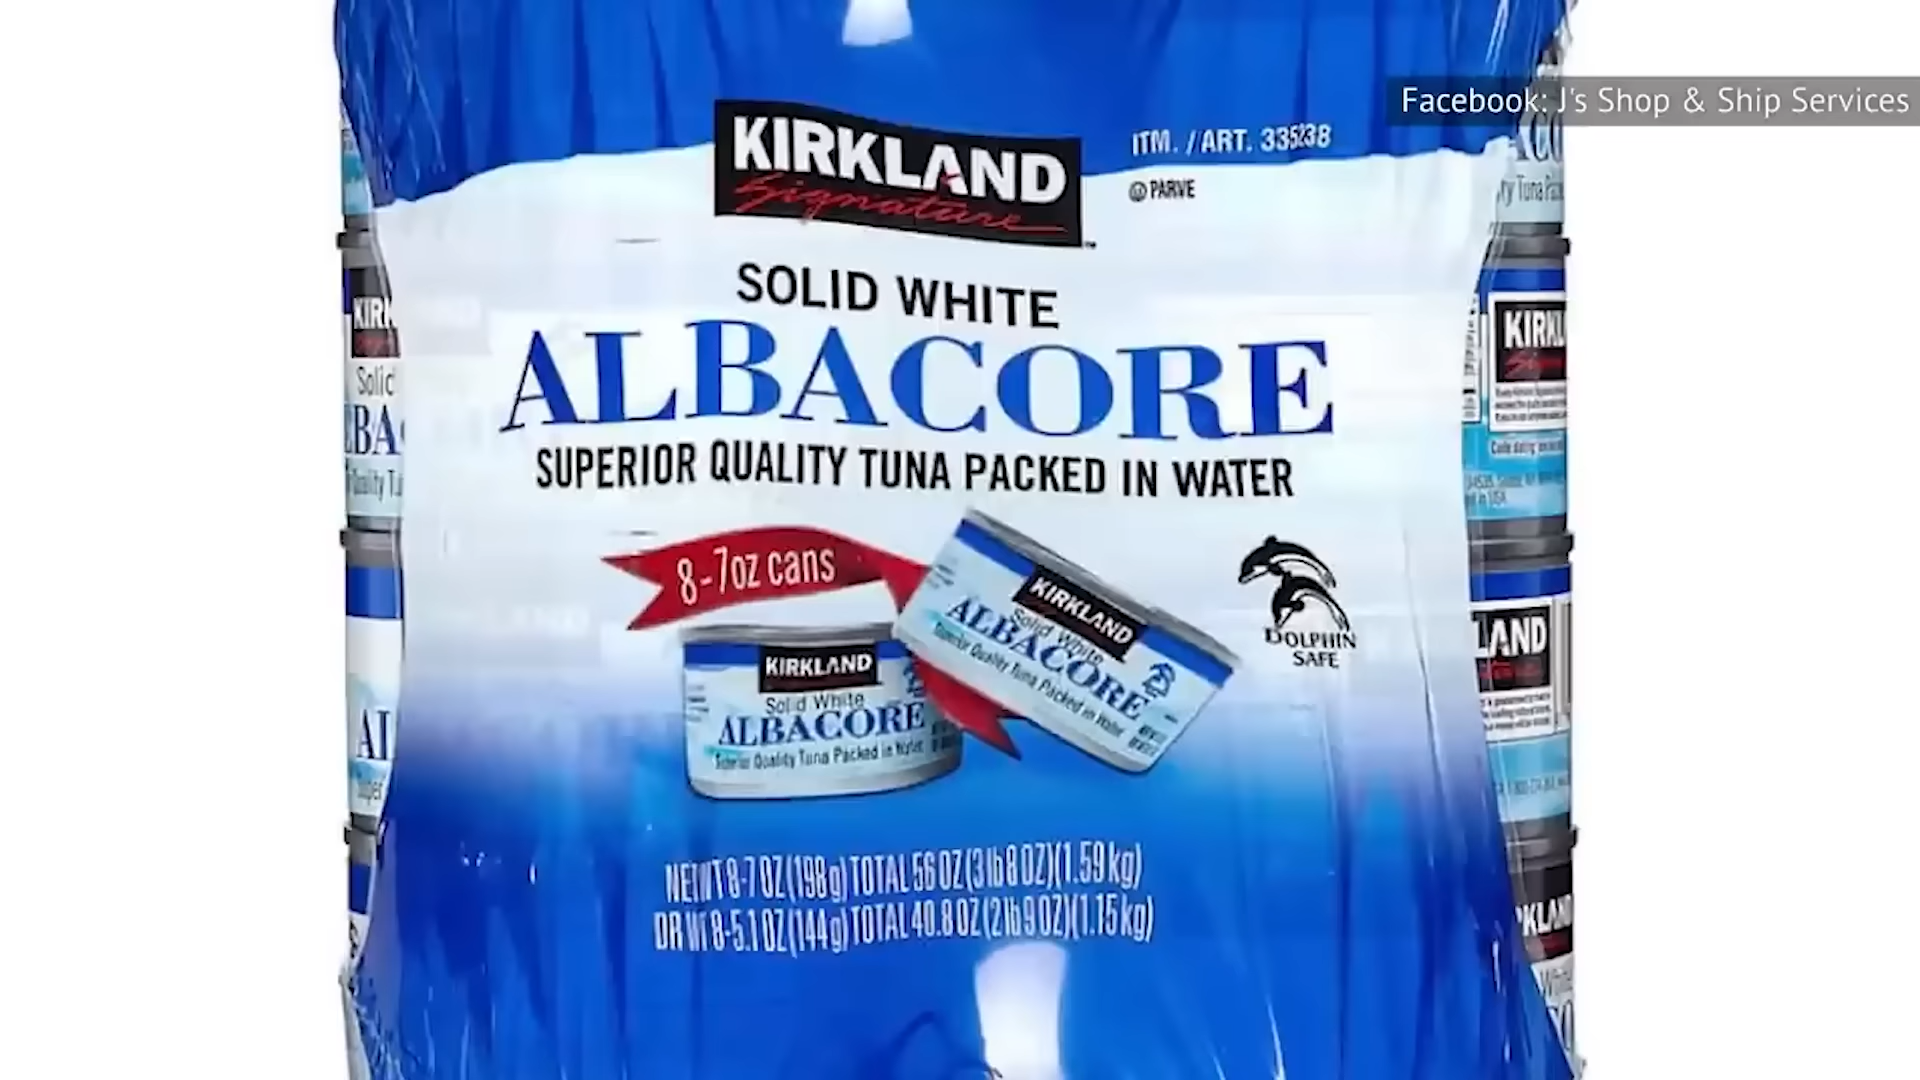 Facebook: J's Shop & Ship Services
KIRKLAND
Signature
ITM. / ART. 335238
PARVE
SOLID WHITE
ALBACORE
SUPERIOR QUALITY TUNA PACKED IN WATER
8-7oz cans
DOLPHIN
SAFE
KIRKLAND
Solid White
ALBACORE
Superior Quality Tuna Packed in Water
KIRKLAND
Solid White
ALBACORE
Superior Quality Tuna Packed in Water
NET WT 8-7 OZ (198g) TOTAL 56 OZ (3 lb 8 OZ) (1.59 kg)
DR WT 8-5.1 OZ (144g) TOTAL 40.8 OZ (2 lb 9 OZ) (1.15 kg)